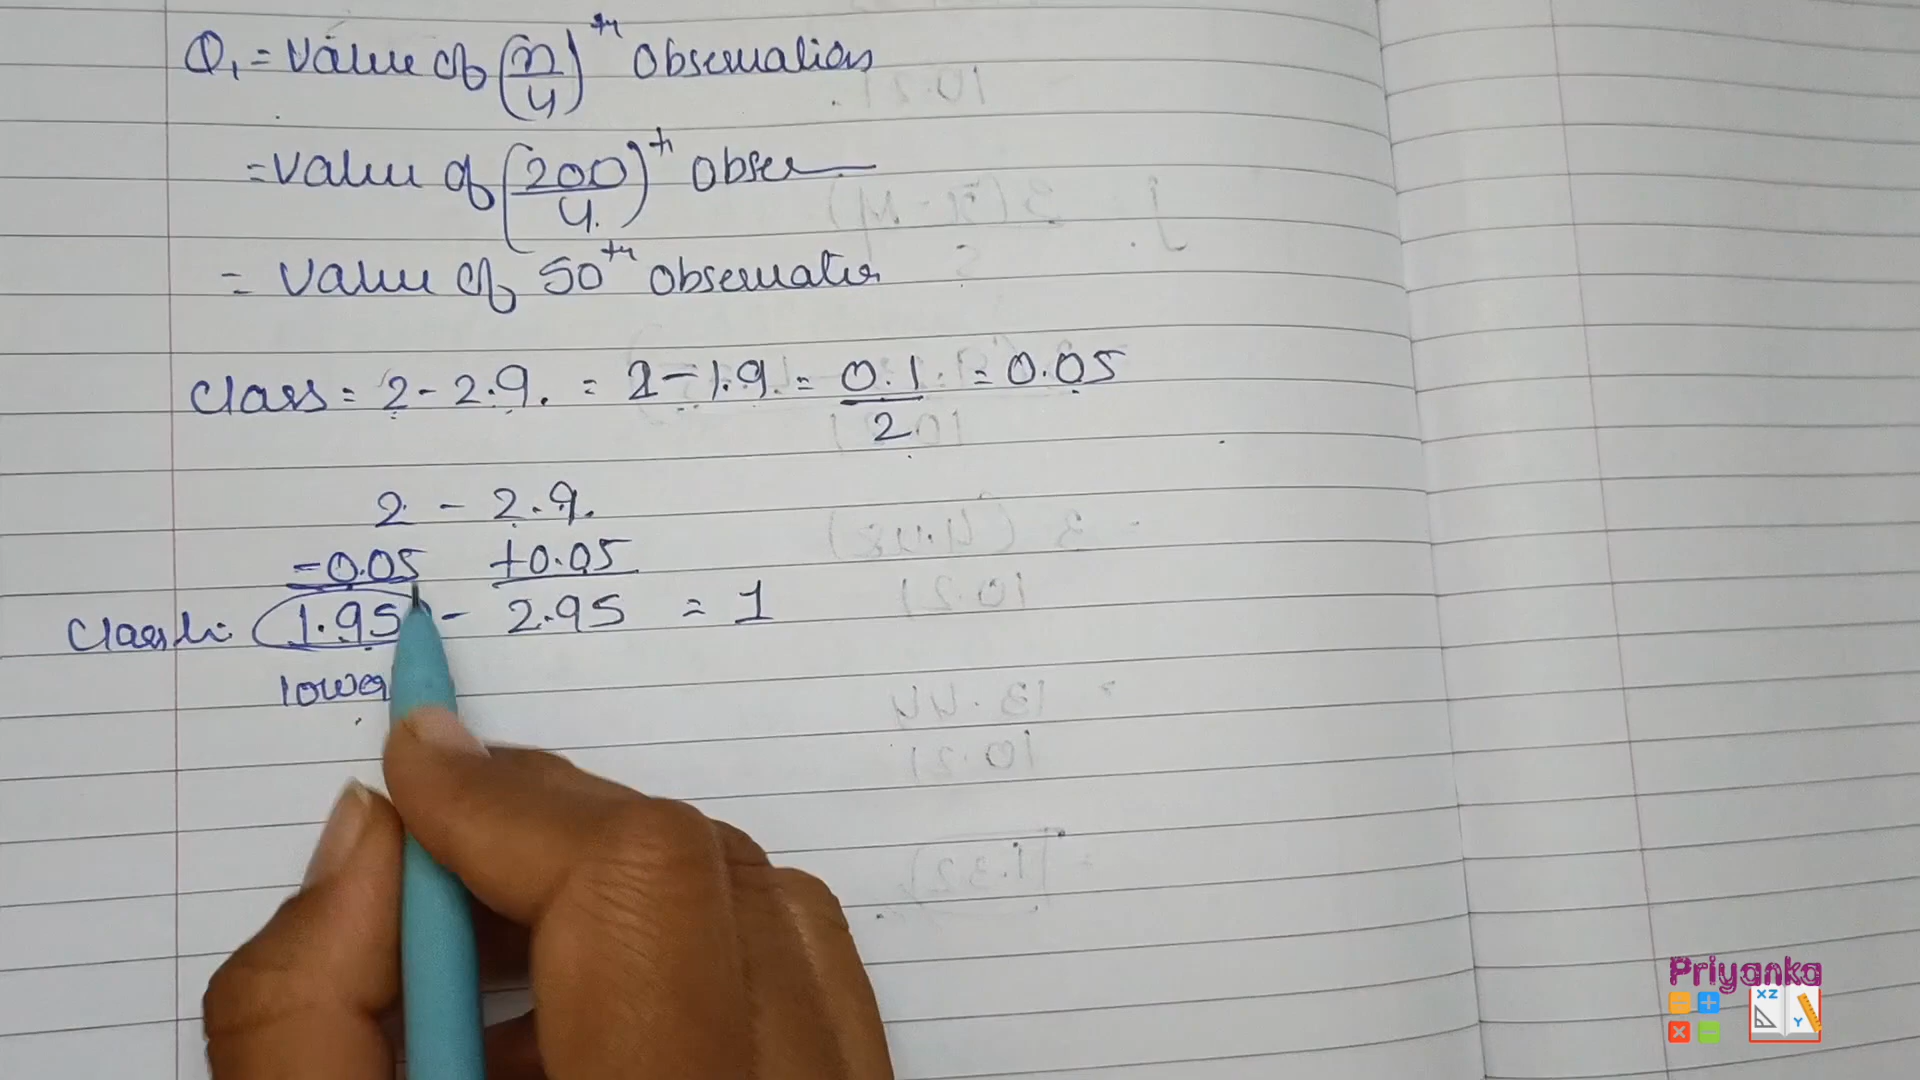 Q₁ = Value of (n/4)th Observation
= Value of (200/4.)th obser
= Value of 50th observation
Class = 2 - 2.9. = 2 - 1.9 = 0.1/2 = 0.05
2 - 2.9.
-0.05 +0.05
Class li: 1.95 - 2.95 = 1
lower
Priyanka
XZ
Y